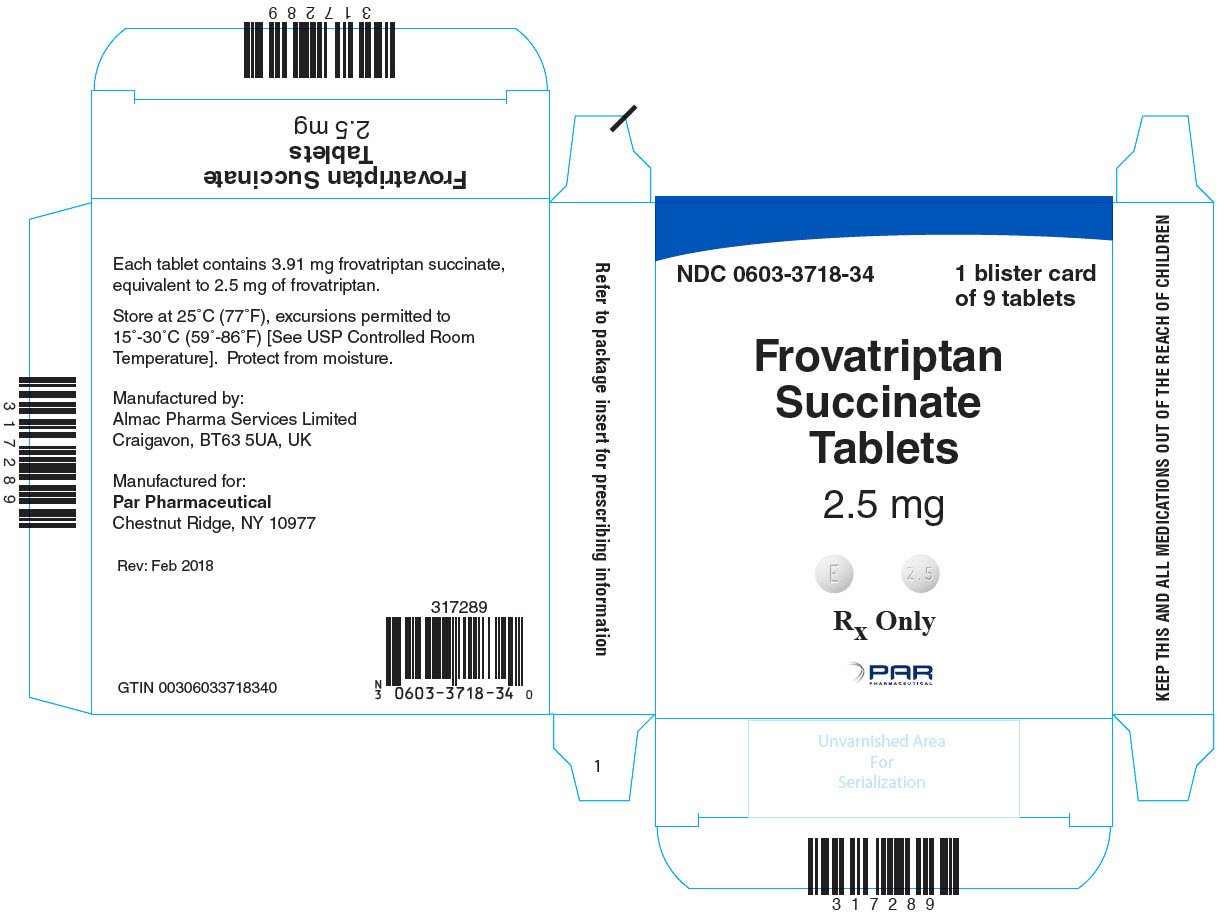 317289
Frovatriptan Succinate
Tablets
2.5 mg
Each tablet contains 3.91 mg frovatriptan succinate,
equivalent to 2.5 mg of frovatriptan.
Store at 25˚C (77˚F), excursions permitted to
15˚-30˚C (59˚-86˚F) [See USP Controlled Room
Temperature].  Protect from moisture.
Manufactured by:
Almac Pharma Services Limited
Craigavon, BT63 5UA, UK
Manufactured for:
Par Pharmaceutical
Chestnut Ridge, NY 10977
Rev: Feb 2018
317289
GTIN 00306033718340
N3 0603-3718-34 0
317289
Refer to package insert for prescribing information
1
NDC 0603-3718-34
1 blister card
of 9 tablets
Frovatriptan
Succinate
Tablets
2.5 mg
E
2.5
Rx Only
PAR
PHARMACEUTICAL
Unvarnished Area
For
Serialization
317289
KEEP THIS AND ALL MEDICATIONS OUT OF THE REACH OF CHILDREN